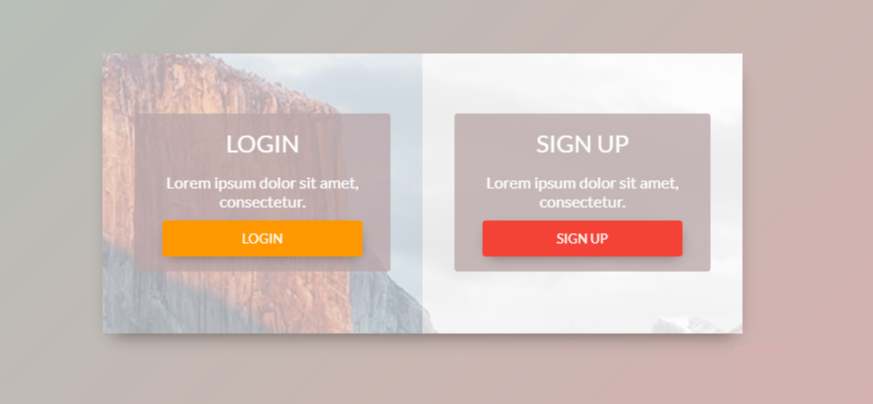 LOGIN
Lorem ipsum dolor sit amet,
consectetur.
LOGIN
SIGN UP
Lorem ipsum dolor sit amet,
consectetur.
SIGN UP